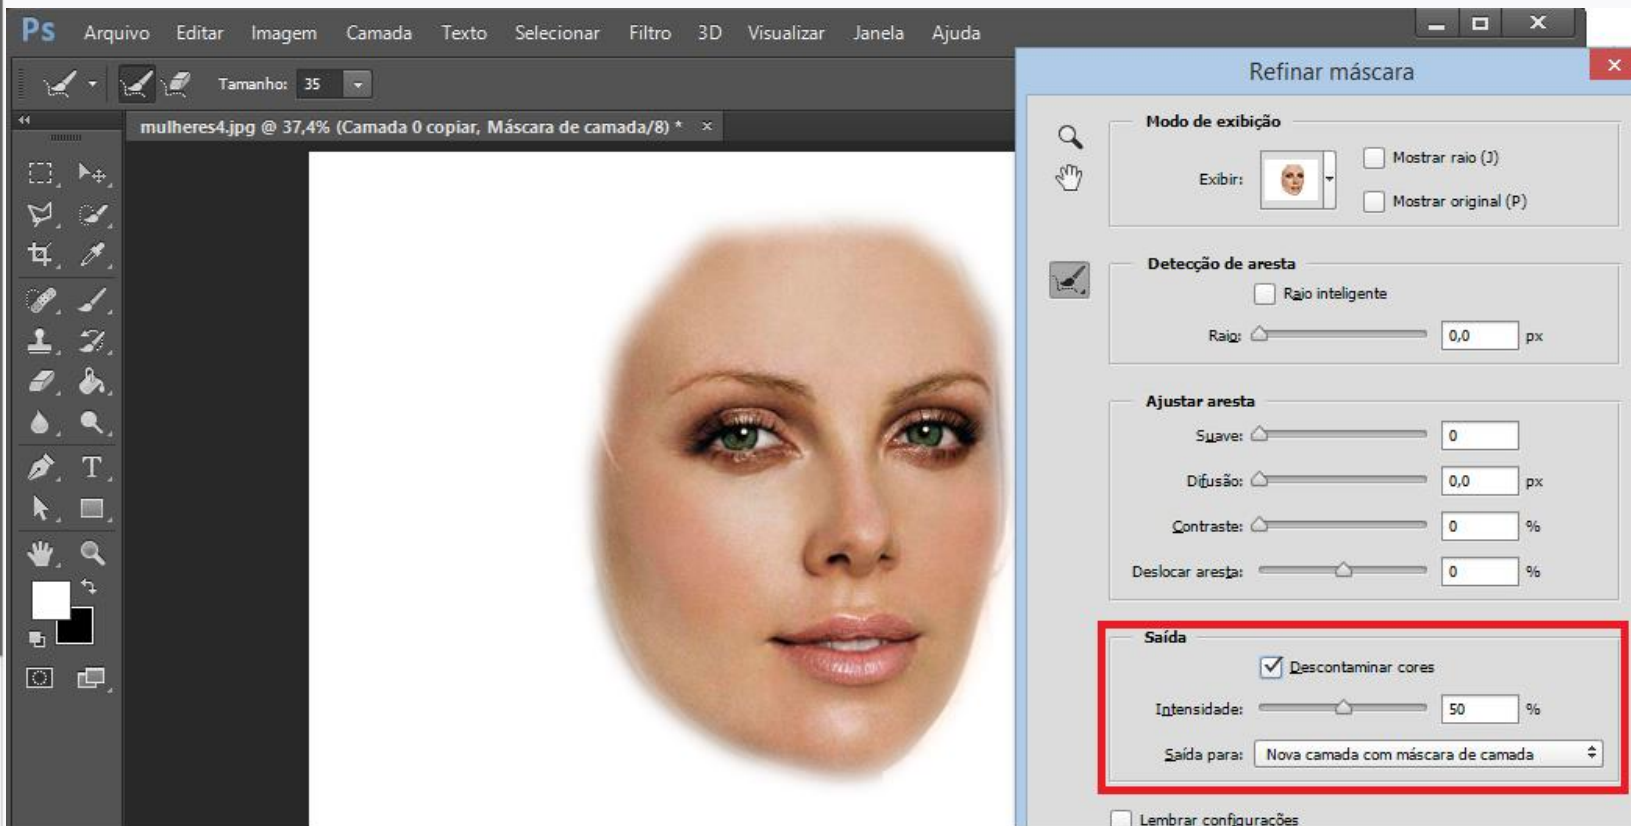 Ps Arquivo Editar Imagem Camada Texto Selecionar Filtro 3D Visualizar Janela Ajuda
Tamanho: 35
mulheres4.jpg @ 37,4% (Camada 0 copiar, Máscara de camada/8) * ×
Refinar máscara
Modo de exibição
Exibir:
Mostrar raio (J)
Mostrar original (P)
Detecção de aresta
Raio inteligente
Raio: 0,0 px
Ajustar aresta
Suave: 0
Difusão: 0,0 px
Contraste: 0 %
Deslocar aresta: 0 %
Saída
Descontaminar cores
Intensidade: 50 %
Saída para: Nova camada com máscara de camada
Lembrar configurações